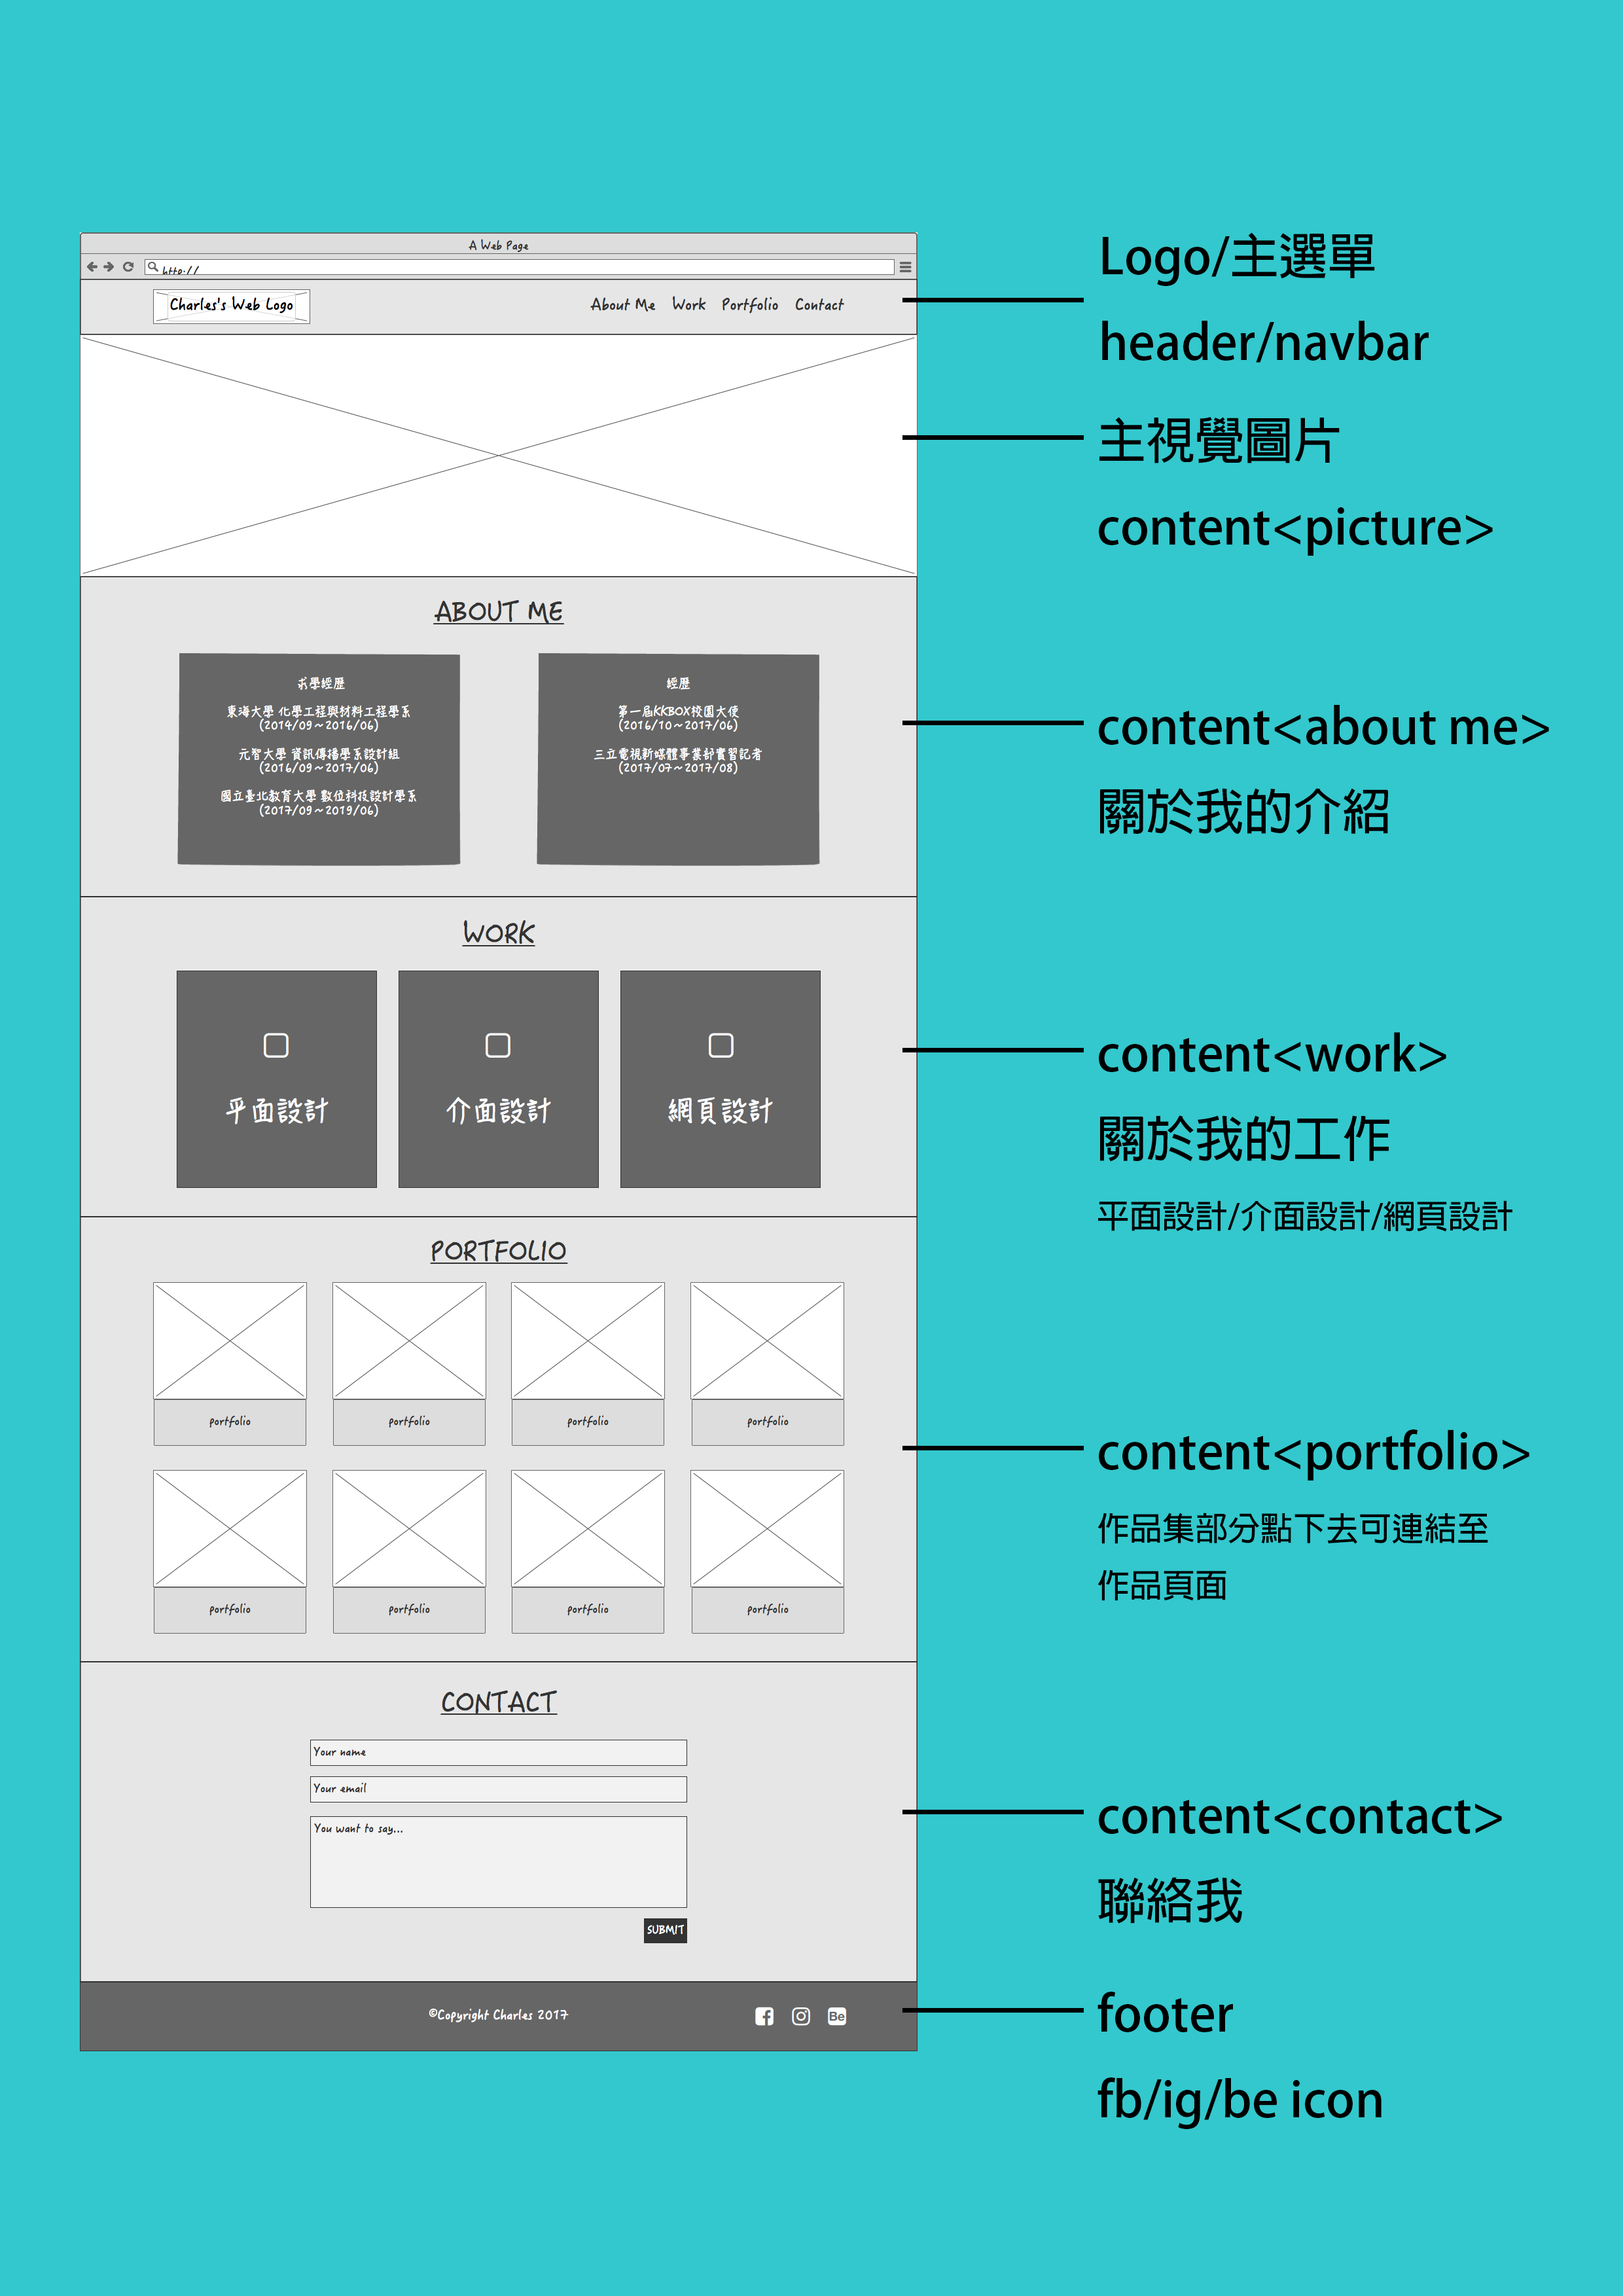 A Web Page
http://
Charles's Web Logo
About Me Work Portfolio Contact
ABOUT ME
求學經歷
東海大學 化學工程與材料工程學系
(2014/09~2016/06)
元智大學 資訊傳播學系設計組
(2016/09~2017/06)
國立臺北教育大學 數位科技設計學系
(2017/09~2019/06)
經歷
第一屆KKBOX校園大使
(2016/10~2017/06)
三立電視新媒體事業部實習記者
(2017/07~2017/08)
WORK
平面設計
介面設計
網頁設計
PORTFOLIO
portfolio portfolio portfolio portfolio
portfolio portfolio portfolio portfolio
CONTACT
Your name
Your email
You want to say...
SUBMIT
©Copyright Charles 2017
Be
Logo/主選單
header/navbar
主視覺圖片
content<picture>
content<about me>
關於我的介紹
content<work>
關於我的工作
平面設計/介面設計/網頁設計
content<portfolio>
作品集部分點下去可連結至
作品頁面
content<contact>
聯絡我
footer
fb/ig/be icon